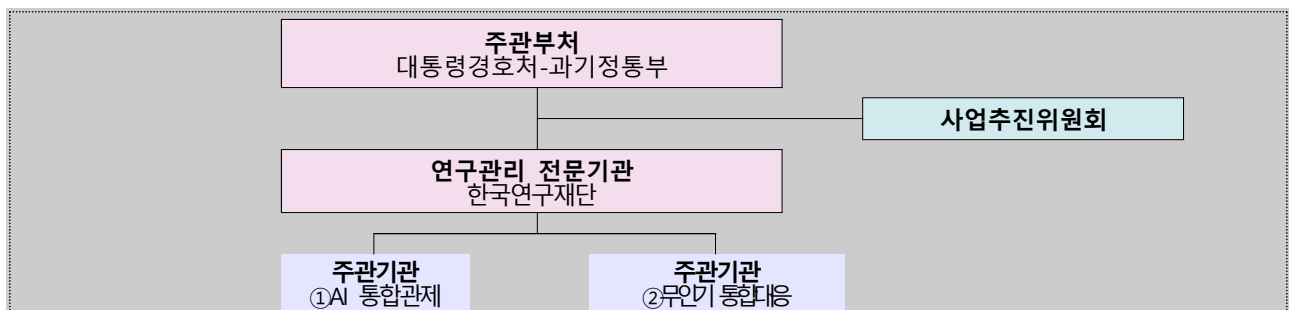 주관부처
대통령경호처-과기정통부
사업추진위원회
연구관리 전문기관
한국연구재단
주관기관
①AI 통합관제
주관기관
②무인기 통합대응